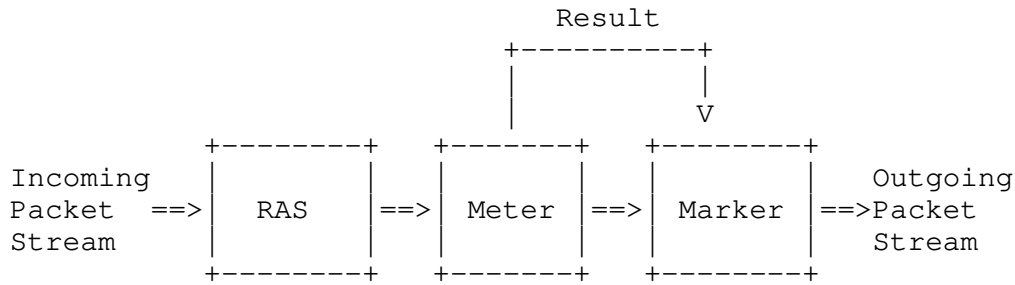 Result
Incoming Outgoing
Packet ==> RAS ==> Meter ==> Marker ==>Packet
Stream Stream
V